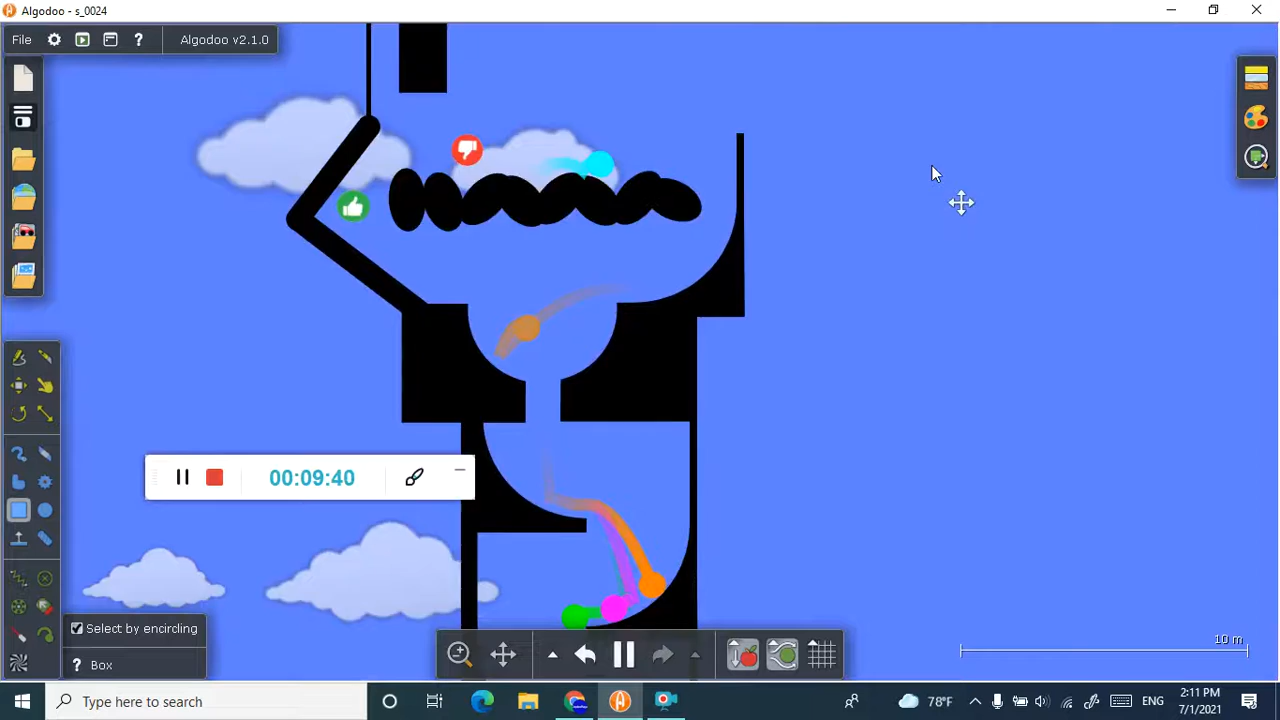 Algodoo - s_0024
File
?
Algodoo v2.1.0
00:09:40
Select by encircling
? Box
10 m
Type here to search
78°F
ENG
2:11 PM
7/1/2021